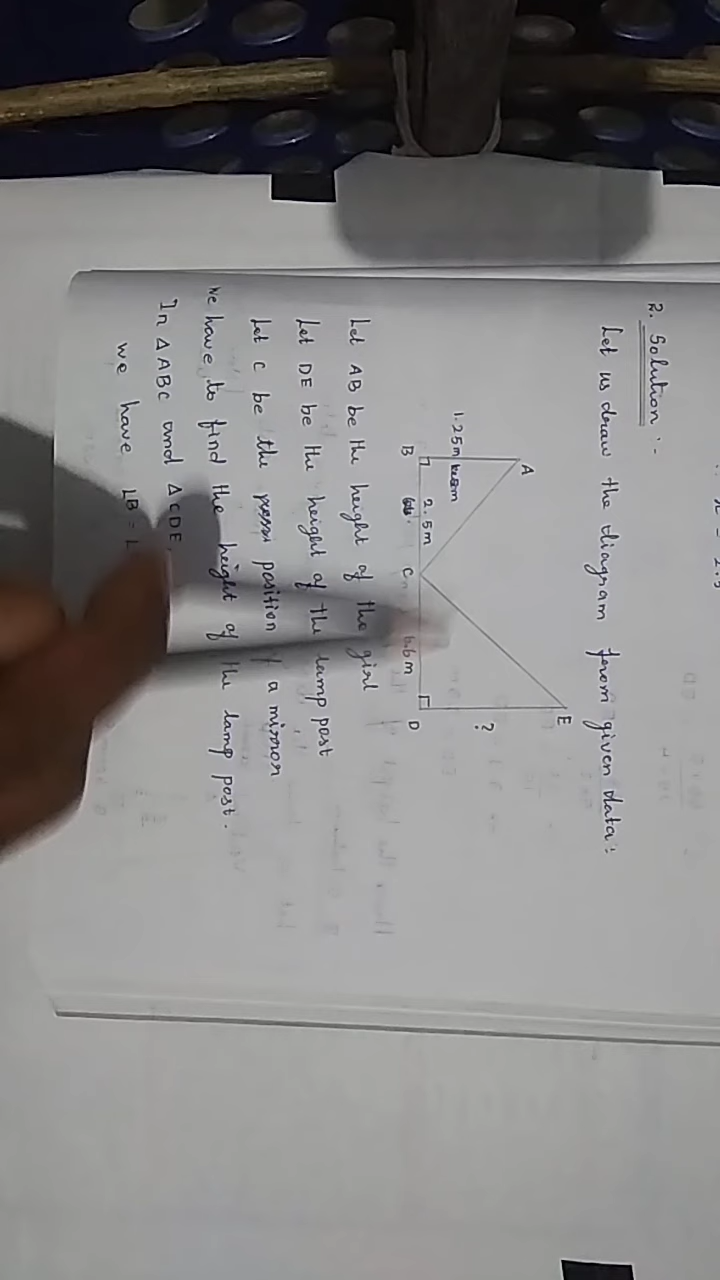 2. Solution :-
Let us draw the diagram from given data:
A
E
1.25m
2.5m
6.6m
?
B
C
D
Let AB be the height of the girl
Let DE be the height of the lamp post
Let C be the position of a mirror
We have to find the height of the lamp post.
In ΔABC and ΔCDE,
we have ∠B = ∠